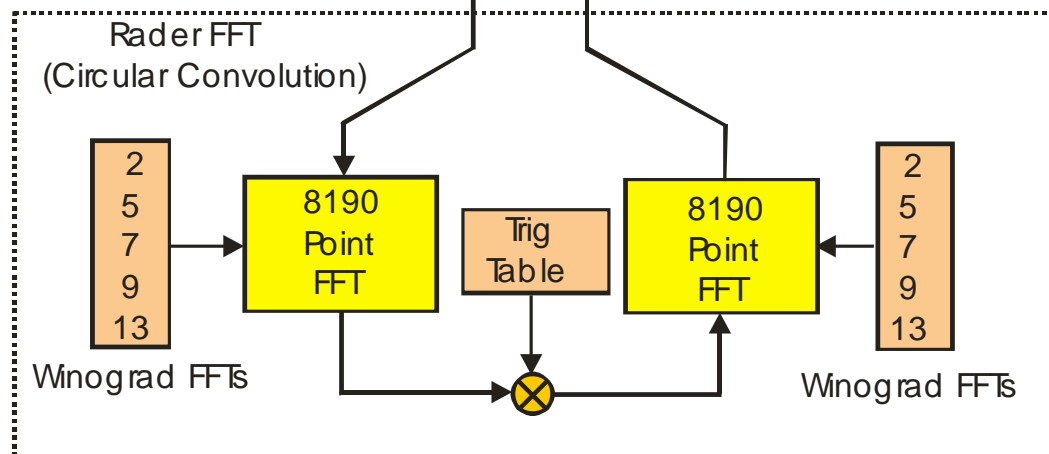 Rader FFT
(Circular Convolution)
2
5
7
9
13
Winograd FFTs
8190
Point
FFT
Trig
Table
8190
Point
FFT
2
5
7
9
13
Winograd FFTs